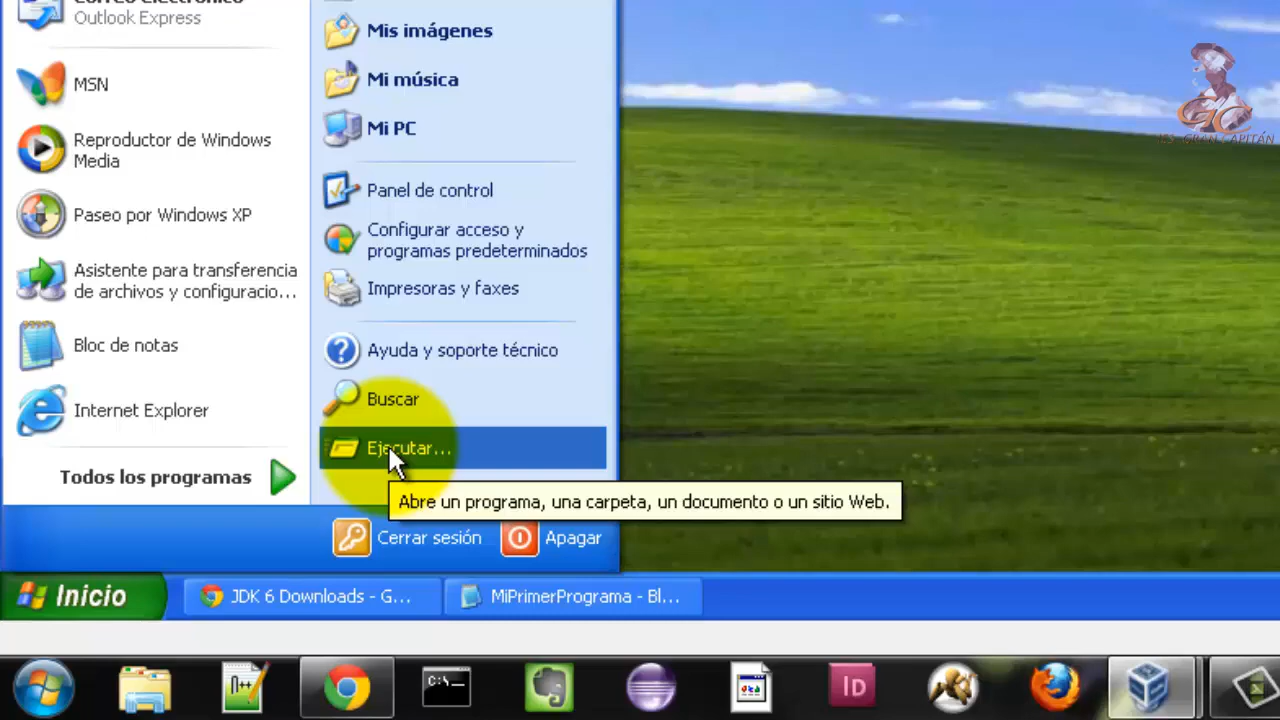 Correo electrónico
Outlook Express
MSN
Reproductor de Windows
Media
Paseo por Windows XP
Asistente para transferencia
de archivos y configuracio...
Bloc de notas
Internet Explorer
Todos los programas
Mis imágenes
Mi música
Mi PC
Panel de control
Configurar acceso y
programas predeterminados
Impresoras y faxes
Ayuda y soporte técnico
Buscar
Ejecutar...
Abre un programa, una carpeta, un documento o un sitio Web.
Cerrar sesión
Apagar
Inicio
JDK 6 Downloads - G...
MiPrimerPrograma - Bl...
GC
IES GRAN CAPITÁN
N++
C:\_
Id